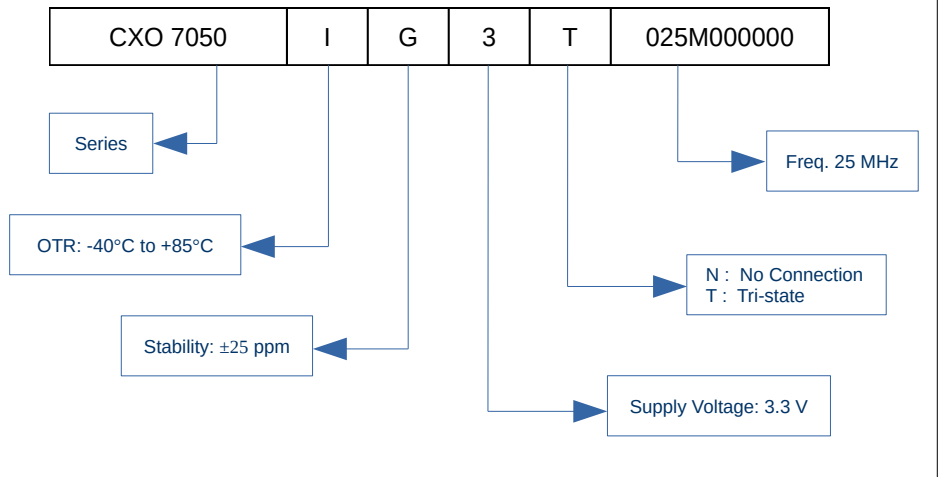 CXO 7050 I G 3 T 025M000000
Series
Freq. 25 MHz
OTR: -40°C to +85°C
N : No Connection
T : Tri-state
Stability: ±25 ppm
Supply Voltage: 3.3 V